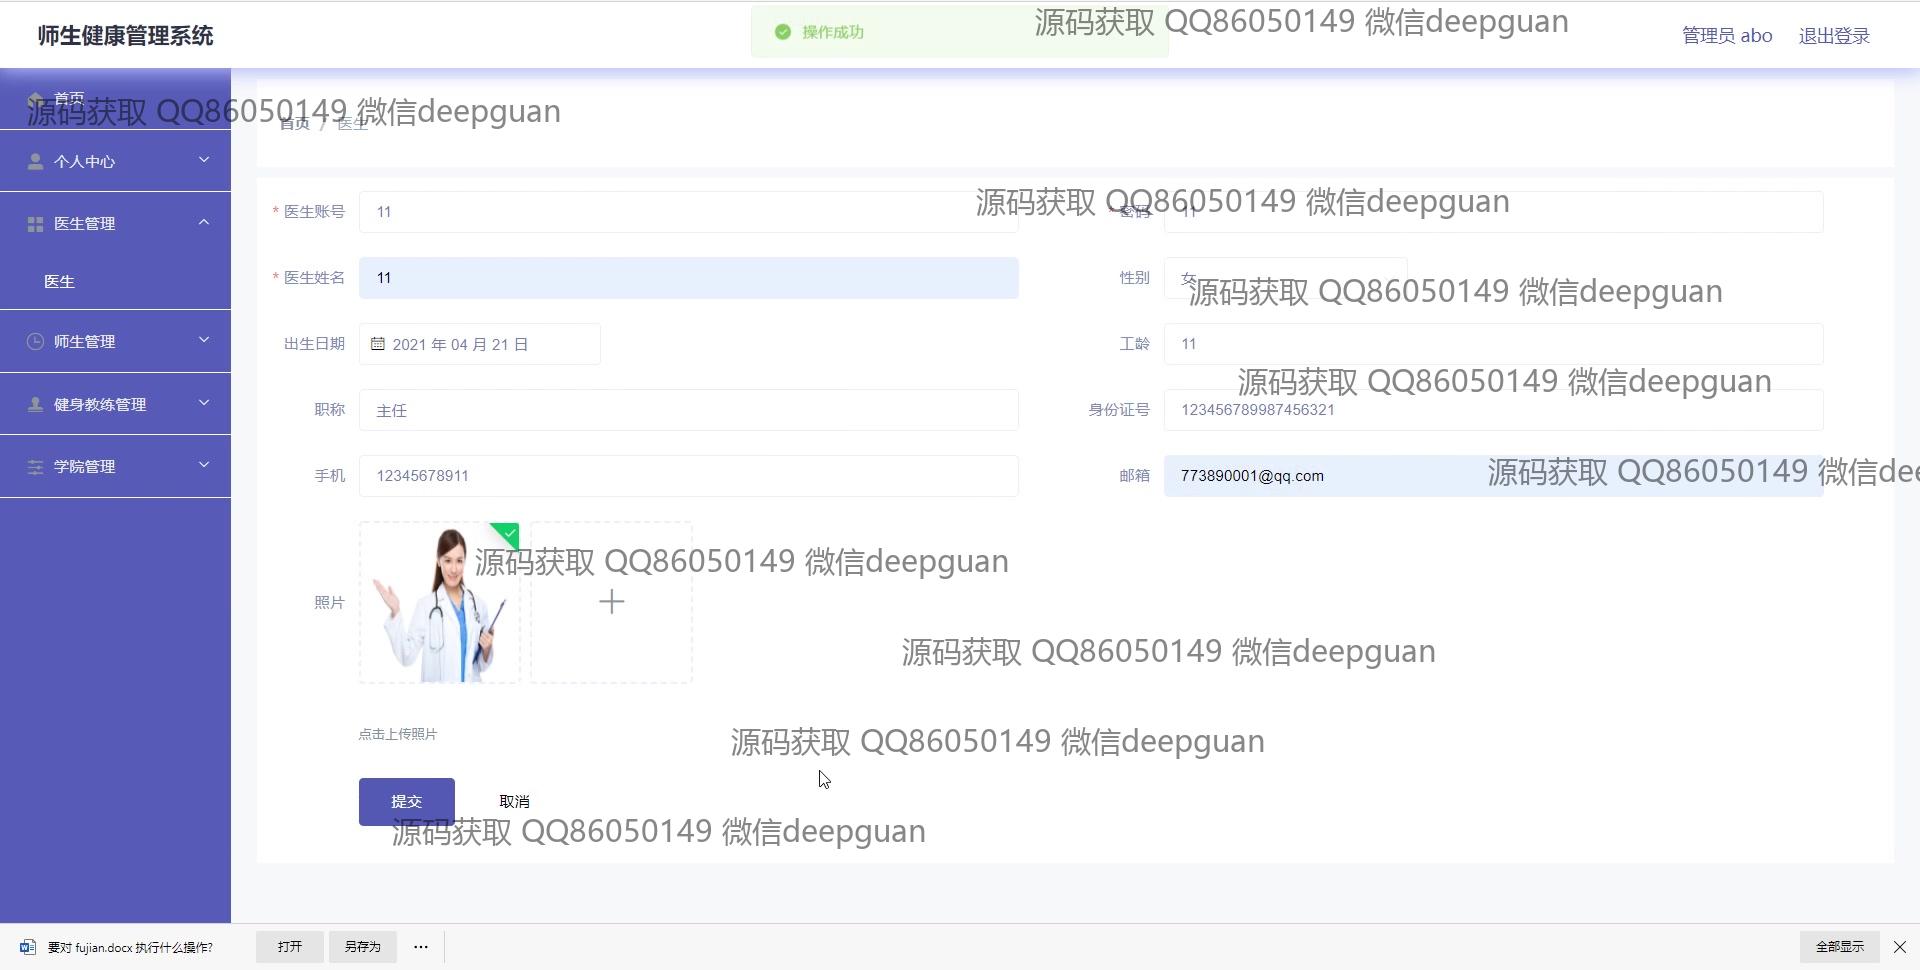 师生健康管理系统
操作成功
源码获取 QQ86050149 微信deepguan
管理员 abo
退出登录
首页
源码获取 QQ86050149 微信deepguan
首页 / 医生
个人中心
医生管理
医生
师生管理
健身教练管理
学院管理
源码获取 QQ86050149 微信deepguan
* 医生账号 11
* 密码 11
* 医生姓名 11
性别 女
源码获取 QQ86050149 微信deepguan
出生日期 2021 年 04 月 21 日
工龄 11
源码获取 QQ86050149 微信deepguan
职称 主任
身份证号 123456789987456321
手机 12345678911
邮箱 773890001@qq.com
源码获取 QQ86050149 微信dee
源码获取 QQ86050149 微信deepguan
照片
源码获取 QQ86050149 微信deepguan
点击上传照片
源码获取 QQ86050149 微信deepguan
提交
取消
源码获取 QQ86050149 微信deepguan
要对 fujian.docx 执行什么操作?
打开
另存为
···
全部显示